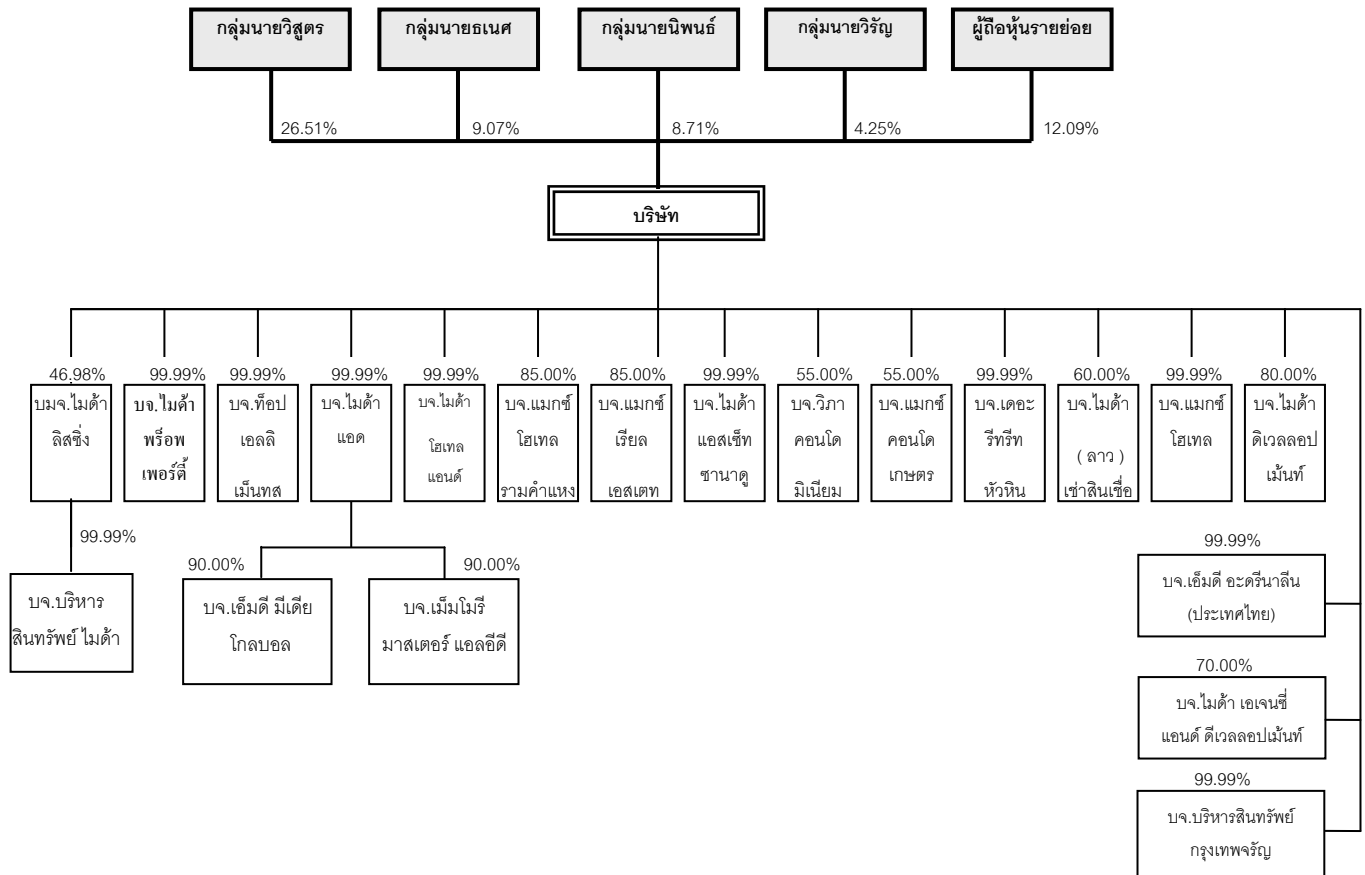 กลุ่มนายวิสูตร
กลุ่มนายธเนศ
กลุ่มนายนิพนธ์
กลุ่มนายวิรัญ
ผู้ถือหุ้นรายย่อย
26.51%
9.07%
8.71%
4.25%
12.09%
บริษัท
46.98%
บมจ.ไมด้า
ลิสซิ่ง
99.99%
บจ.ไมด้า
พร็อพ
เพอร์ตี้
99.99%
บจ.ท็อป
เอลลิ
เม็นทส
99.99%
บจ.ไมด้า
แอด
99.99%
บจ.ไมด้า
โฮเทล
แอนด์
85.00%
บจ.แมกซ์
โฮเทล
รามคำแหง
85.00%
บจ.แมกซ์
เรียล
เอสเตท
99.99%
บจ.ไมด้า
แอสเซ็ท
ซานาดู
55.00%
บจ.วิภา
คอนโด
มิเนียม
55.00%
บจ.แมกซ์
คอนโด
เกษตร
99.99%
บจ.เดอะ
รีทรีท
หัวหิน
60.00%
บจ.ไมด้า
( ลาว )
เช่าสินเชื่อ
99.99%
บจ.แมกซ์
โฮเทล
80.00%
บจ.ไมด้า
ดิเวลลอป
เม้นท์
99.99%
บจ.บริหาร
สินทรัพย์ ไมด้า
90.00%
บจ.เอ็มดี มีเดีย
โกลบอล
90.00%
บจ.เม็มโมรี
มาสเตอร์ แอลอีดี
99.99%
บจ.เอ็มดี อะดรีนาลีน
(ประเทศไทย)
70.00%
บจ.ไมด้า เอเจนซี่
แอนด์ ดีเวลลอปเม้นท์
99.99%
บจ.บริหารสินทรัพย์
กรุงเทพจรัญ